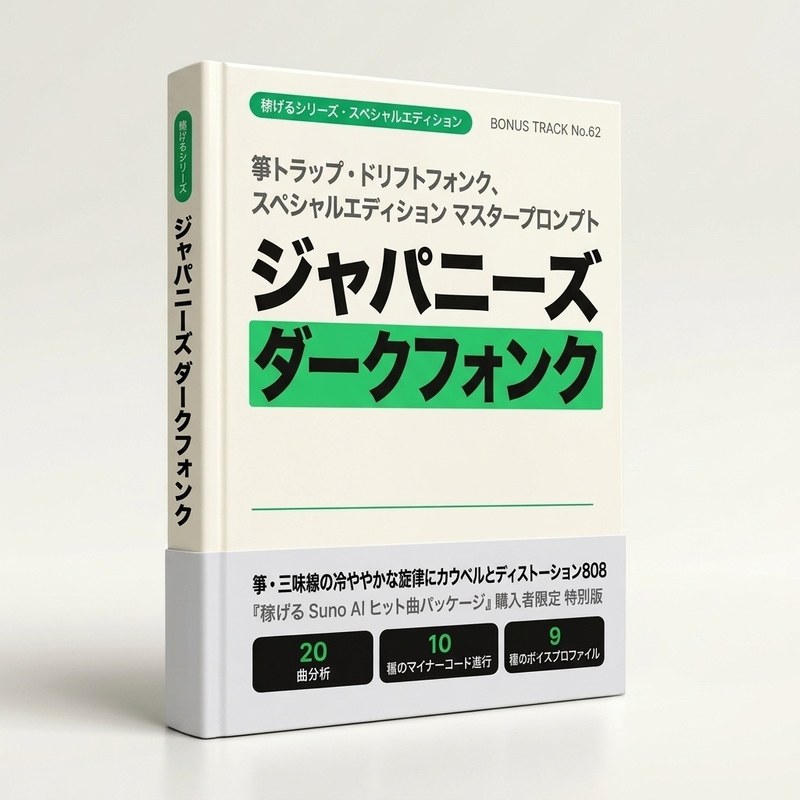 稼げるシリーズ
ジャパニーズ ダークフォンク
稼げるシリーズ・スペシャルエディション
BONUS TRACK No.62
箏トラップ・ドリフトフォンク、
スペシャルエディション マスタープロンプト
ジャパニーズ
ダークフォンク
箏・三味線の冷ややかな旋律にカウベルとディストーション808
『稼げる Suno AI ヒット曲パッケージ』購入者限定 特別版
20
曲分析
10
種のマイナーコード進行
9
種のボイスプロファイル